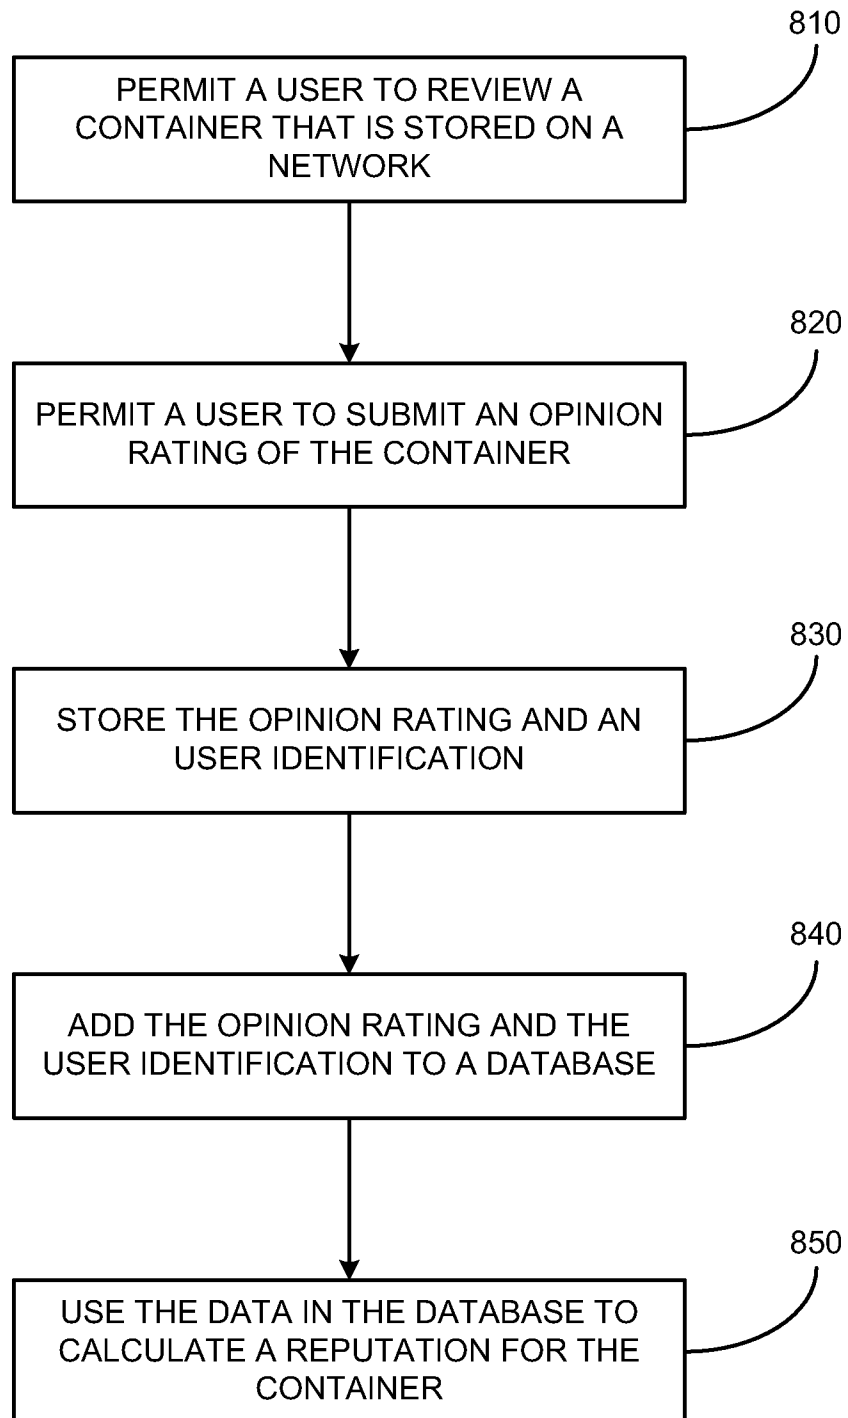 810
PERMIT A USER TO REVIEW A
CONTAINER THAT IS STORED ON A
NETWORK
820
PERMIT A USER TO SUBMIT AN OPINION
RATING OF THE CONTAINER
830
STORE THE OPINION RATING AND AN
USER IDENTIFICATION
840
ADD THE OPINION RATING AND THE
USER IDENTIFICATION TO A DATABASE
850
USE THE DATA IN THE DATABASE TO
CALCULATE A REPUTATION FOR THE
CONTAINER